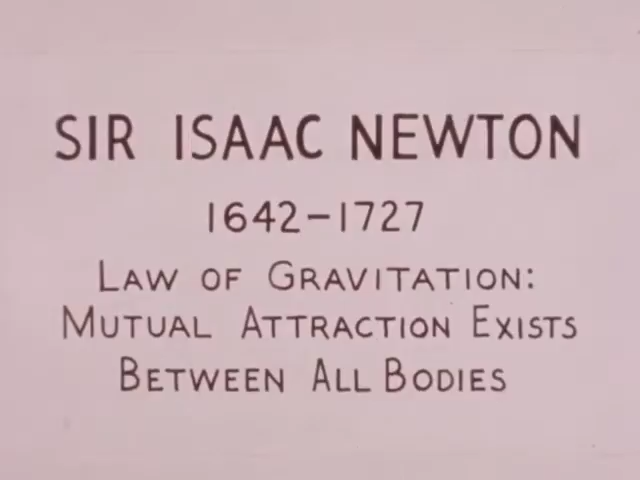 SIR ISAAC NEWTON
1642-1727
LAW OF GRAVITATION:
MUTUAL ATTRACTION EXISTS
BETWEEN ALL BODIES